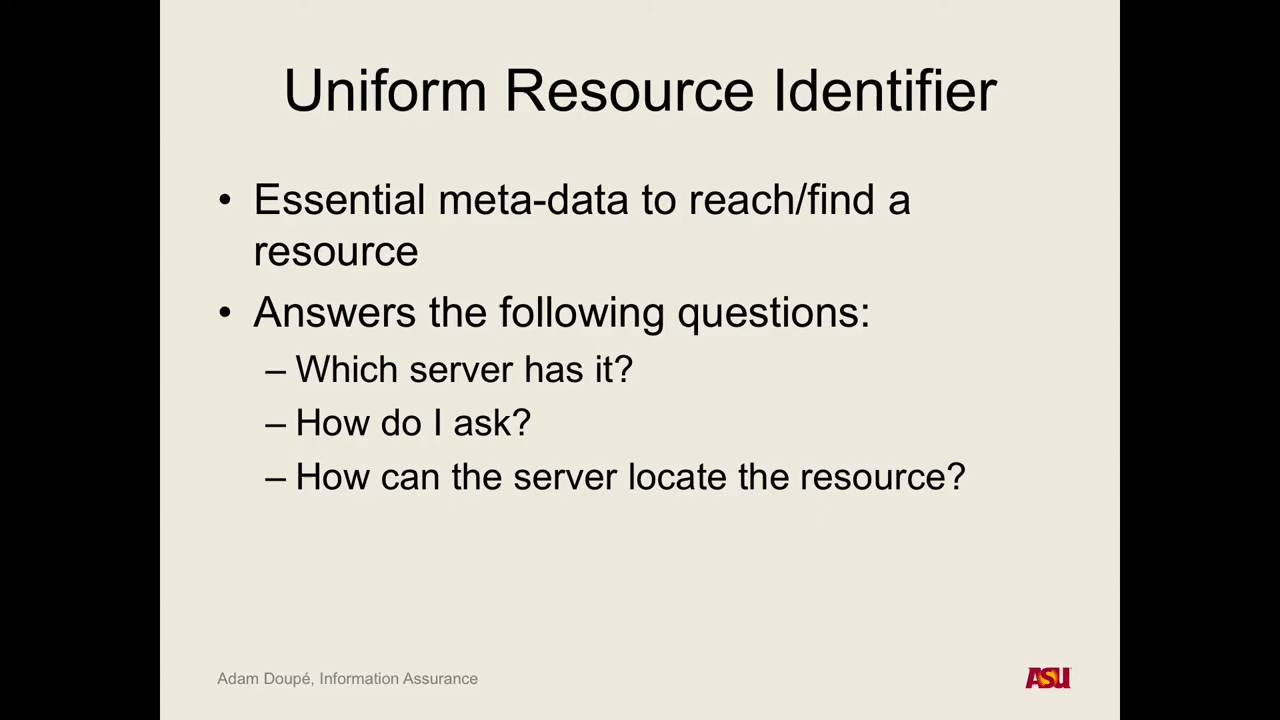 Uniform Resource Identifier
• Essential meta-data to reach/find a
resource
• Answers the following questions:
– Which server has it?
– How do I ask?
– How can the server locate the resource?
Adam Doupé, Information Assurance
ASU